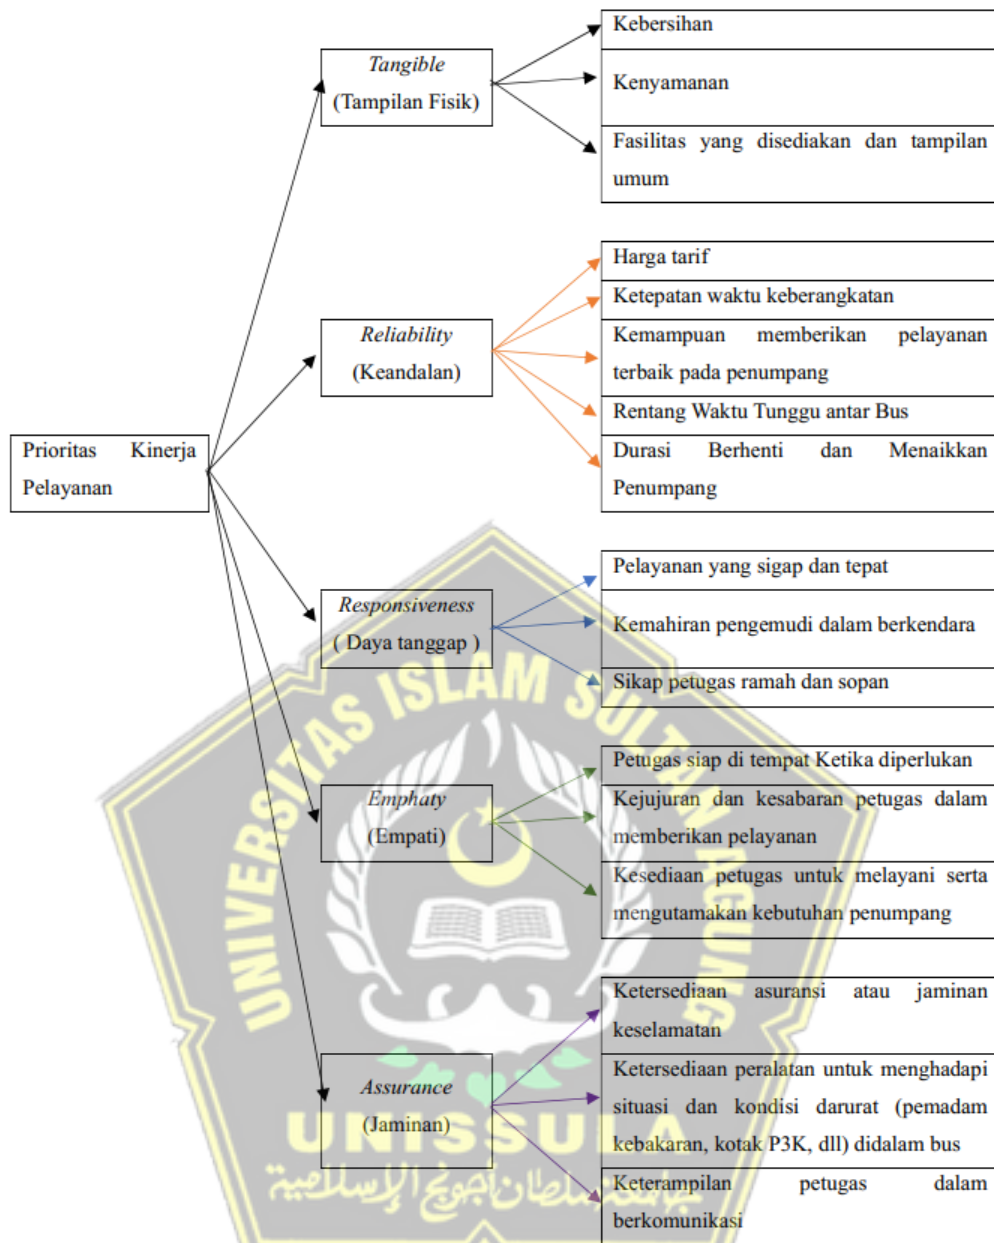 Tangible
(Tampilan Fisik)
Kebersihan
Kenyamanan
Fasilitas yang disediakan dan tampilan
umum
Reliability
(Keandalan)
Harga tarif
Ketepatan waktu keberangkatan
Kemampuan memberikan pelayanan
terbaik pada penumpang
Rentang Waktu Tunggu antar Bus
Durasi Berhenti dan Menaikkan
Penumpang
Prioritas Kinerja
Pelayanan
Responsiveness
( Daya tanggap )
Pelayanan yang sigap dan tepat
Kemahiran pengemudi dalam berkendara
Sikap petugas ramah dan sopan
Emphaty
(Empati)
Petugas siap di tempat Ketika diperlukan
Kejujuran dan kesabaran petugas dalam
memberikan pelayanan
Kesediaan petugas untuk melayani serta
mengutamakan kebutuhan penumpang
Assurance
(Jaminan)
Ketersediaan asuransi atau jaminan
keselamatan
Ketersediaan peralatan untuk menghadapi
situasi dan kondisi darurat (pemadam
kebakaran, kotak P3K, dll) didalam bus
Keterampilan petugas dalam
berkomunikasi
UNIVERSITAS ISLAM SULTAN AGUNG
UNISSULA
جامعة سلطان أجونج الإسلامية